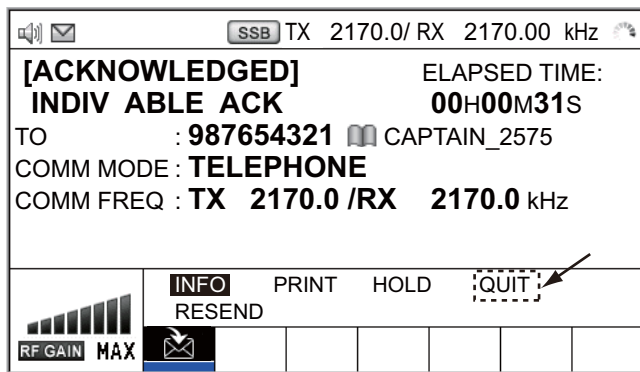 SSB TX 2170.0/ RX 2170.00 kHz
[ACKNOWLEDGED] ELAPSED TIME:
INDIV ABLE ACK 00H00M31S
TO : 987654321 CAPTAIN_2575
COMM MODE : TELEPHONE
COMM FREQ : TX 2170.0 /RX 2170.0 kHz
INFO PRINT HOLD QUIT
RESEND
RF GAIN MAX